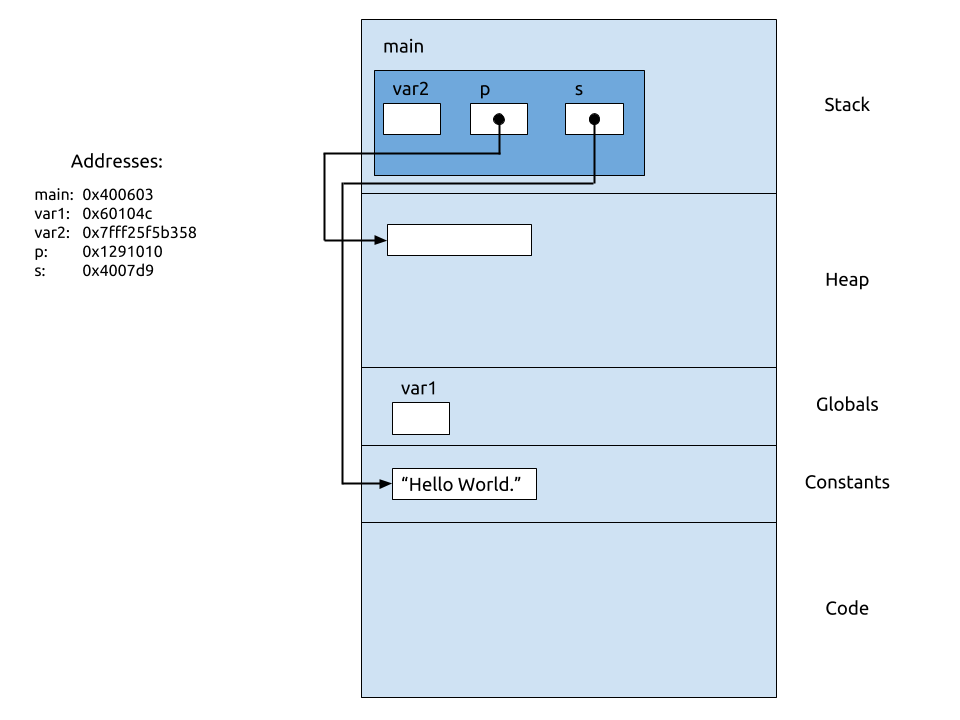 main
var2 p s
Stack
Addresses:
main: 0x400603
var1: 0x60104c
var2: 0x7fff25f5b358
p: 0x1291010
s: 0x4007d9
Heap
var1
Globals
“Hello World.”
Constants
Code